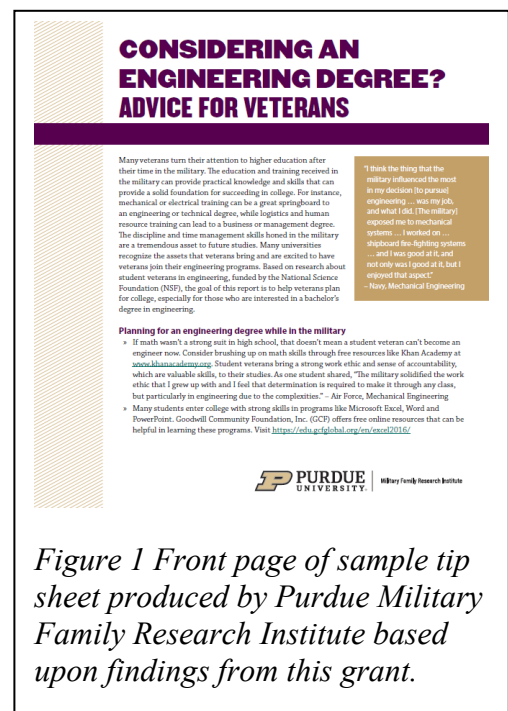 CONSIDERING AN
ENGINEERING DEGREE?
ADVICE FOR VETERANS
Many veterans turn their attention to higher education after
their time in the military. The education and training received in
the military can provide practical knowledge and skills that can
provide a solid foundation for succeeding in college. For instance,
mechanical or electrical training can be a great springboard to
an engineering or technical degree, while logistics and human
resource training can lead to a business or management degree.
The discipline and time management skills honed in the military
are a tremendous asset to future studies. Many universities
recognize the assets that veterans bring and are excited to have
veterans join their engineering programs. Based on research about
student veterans in engineering, funded by the National Science
Foundation (NSF), the goal of this report is to help veterans plan
for college, especially for those who are interested in a bachelor's
degree in engineering.
"I think the thing that the
military influenced the most
in my decision [to pursue]
engineering … was my job,
and what I did. [The military]
exposed me to mechanical
systems … I worked on …
shipboard fire-fighting systems
… and I was good at it, and
not only was I good at it, but I
enjoyed that aspect."
– Navy, Mechanical Engineering
Planning for an engineering degree while in the military
» If math wasn't a strong suit in high school, that doesn't mean a student veteran can't become an
engineer now. Consider brushing up on math skills through free resources like Khan Academy at
www.khanacademy.org. Student veterans bring a strong work ethic and sense of accountability,
which are valuable skills, to their studies. As one student shared, "The military solidified the work
ethic that I grew up with and I feel that determination is required to make it through any class,
but particularly in engineering due to the complexities." – Air Force, Mechanical Engineering
» Many students enter college with strong skills in programs like Microsoft Excel, Word and
PowerPoint. Goodwill Community Foundation, Inc. (GCF) offers free online resources that can be
helpful in learning these programs. Visit https://edu.gcfglobal.org/en/excel2016/
PURDUE
UNIVERSITY.
Military Family Research Institute
Figure 1 Front page of sample tip
sheet produced by Purdue Military
Family Research Institute based
upon findings from this grant.